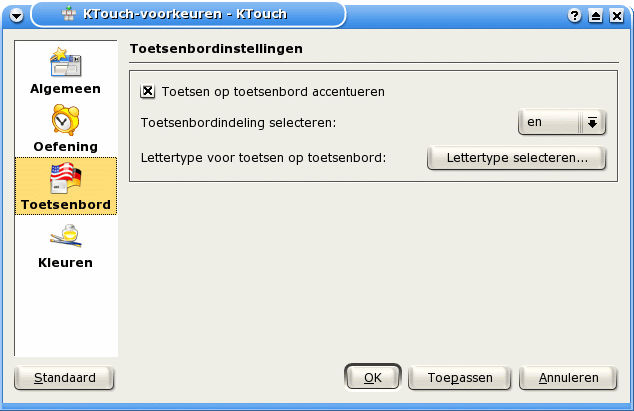 KTouch-voorkeuren - KTouch
Algemeen
Oefening
Toetsenbord
Kleuren
Toetsenbordinstellingen
Toetsen op toetsenbord accentueren
Toetsenbordindeling selecteren: en
Lettertype voor toetsen op toetsenbord: Lettertype selecteren...
Standaard OK Toepassen Annuleren